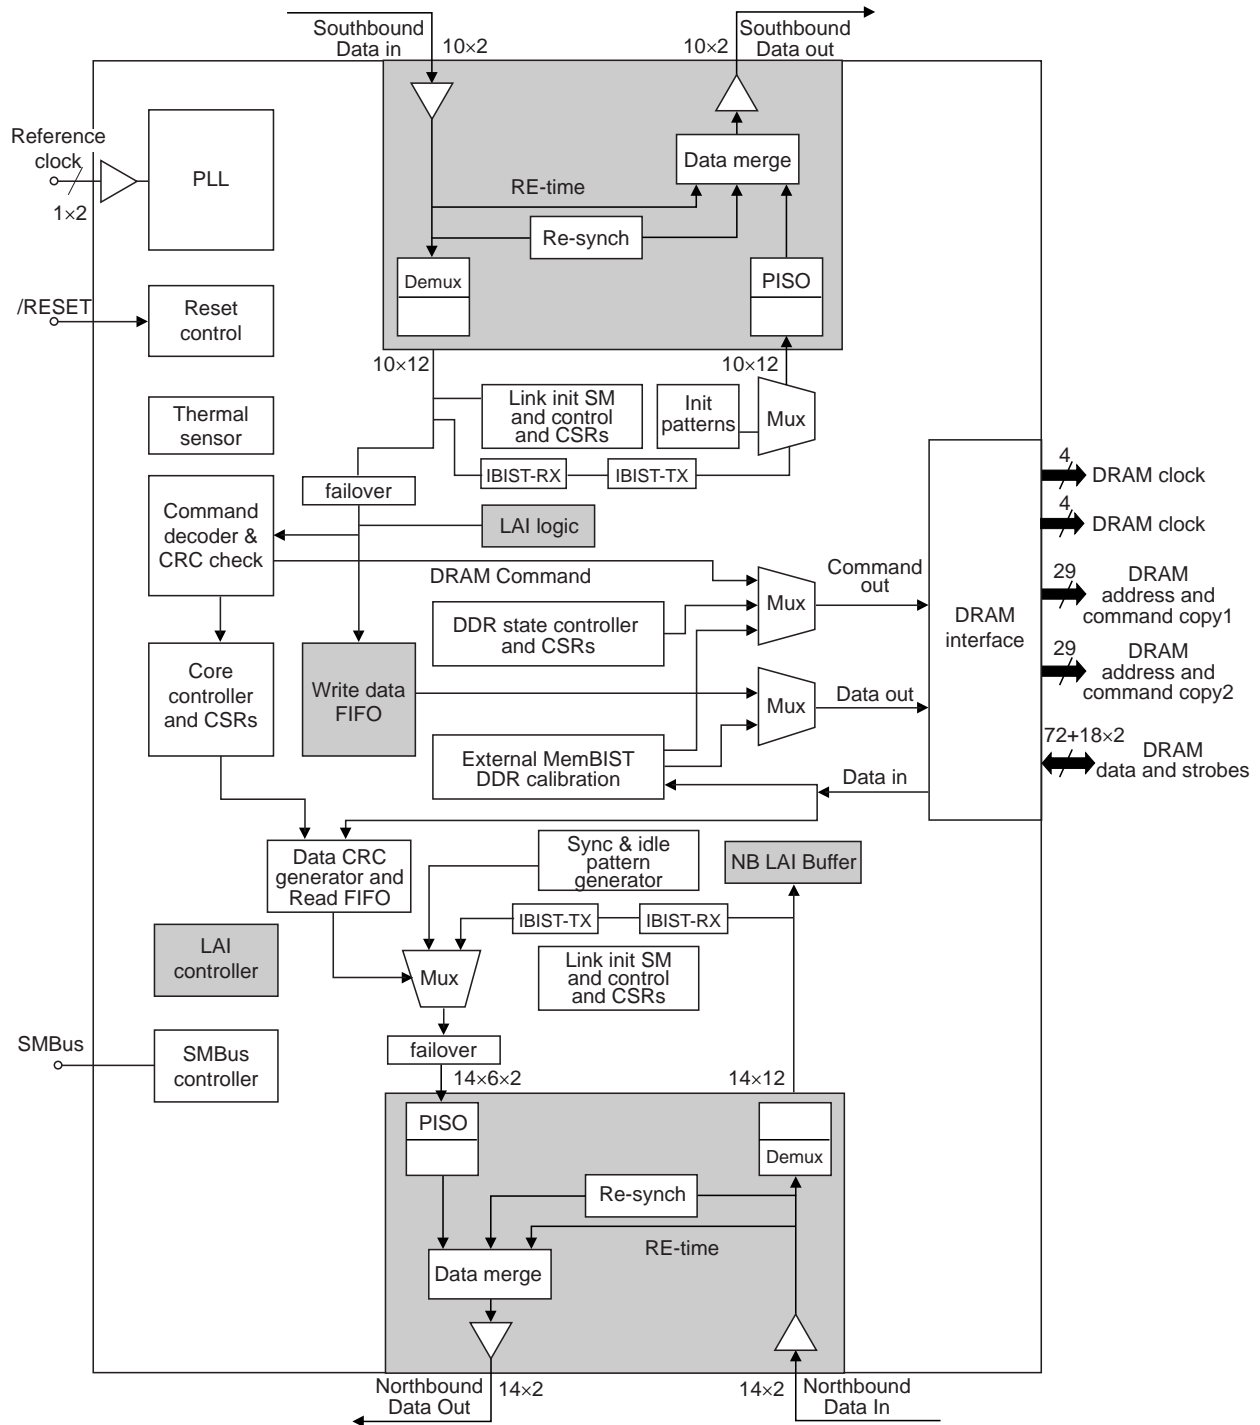 Southbound
Data in
10×2
Southbound
Data out
10×2
Reference
clock
1×2
PLL
Data merge
RE-time
Re-synch
Demux
PISO
/RESET
Reset
control
10×12
10×12
Link init SM
and control
and CSRs
Init
patterns
Mux
Thermal
sensor
IBIST-RX
IBIST-TX
failover
Command
decoder &
CRC check
LAI logic
DRAM Command
Mux
Command
out
DRAM
interface
4
DRAM clock
4
DRAM clock
29
DRAM
address and
command copy1
29
DRAM
address and
command copy2
72+18×2
DRAM
data and strobes
DDR state controller
and CSRs
Core
controller
and CSRs
Write data
FIFO
Mux
Data out
External MemBIST
DDR calibration
Data in
Data CRC
generator and
Read FIFO
Sync & idle
pattern
generator
NB LAI Buffer
IBIST-TX
IBIST-RX
LAI
controller
Mux
Link init SM
and control
and CSRs
SMBus
SMBus
controller
failover
14×6×2
14×12
PISO
Demux
Re-synch
RE-time
Data merge
Northbound
Data Out
14×2
14×2
Northbound
Data In